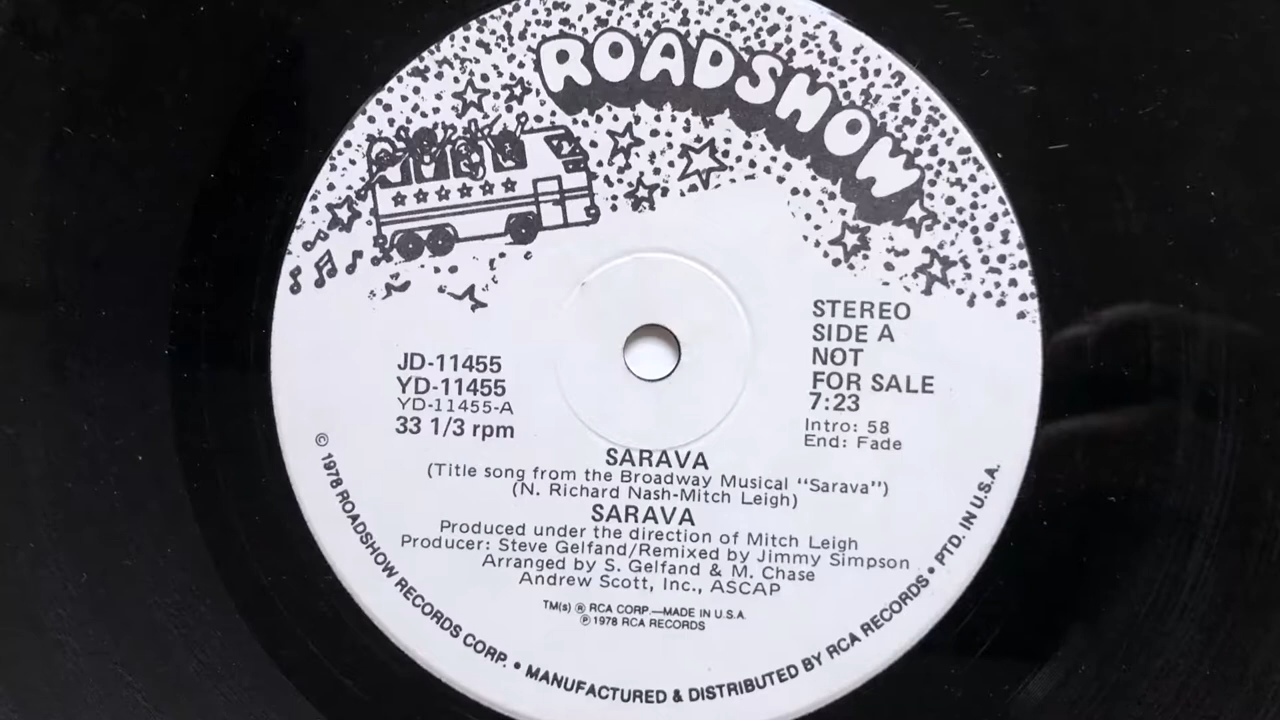 ROADSHOW
JD-11455
YD-11455
YD-11455-A
33 1/3 rpm
STEREO
SIDE A
NOT
FOR SALE
7:23
Intro: 58
End: Fade
SARAVA
(Title song from the Broadway Musical "Sarava")
(N. Richard Nash-Mitch Leigh)
SARAVA
Produced under the direction of Mitch Leigh
Producer: Steve Gelfand/Remixed by Jimmy Simpson
Arranged by S. Gelfand & M. Chase
Andrew Scott, Inc., ASCAP
TM(s) ® RCA CORP.—MADE IN U.S.A.
℗ 1978 RCA RECORDS
© 1978 ROADSHOW RECORDS CORP. • MANUFACTURED & DISTRIBUTED BY RCA RECORDS • PTD. IN U.S.A.